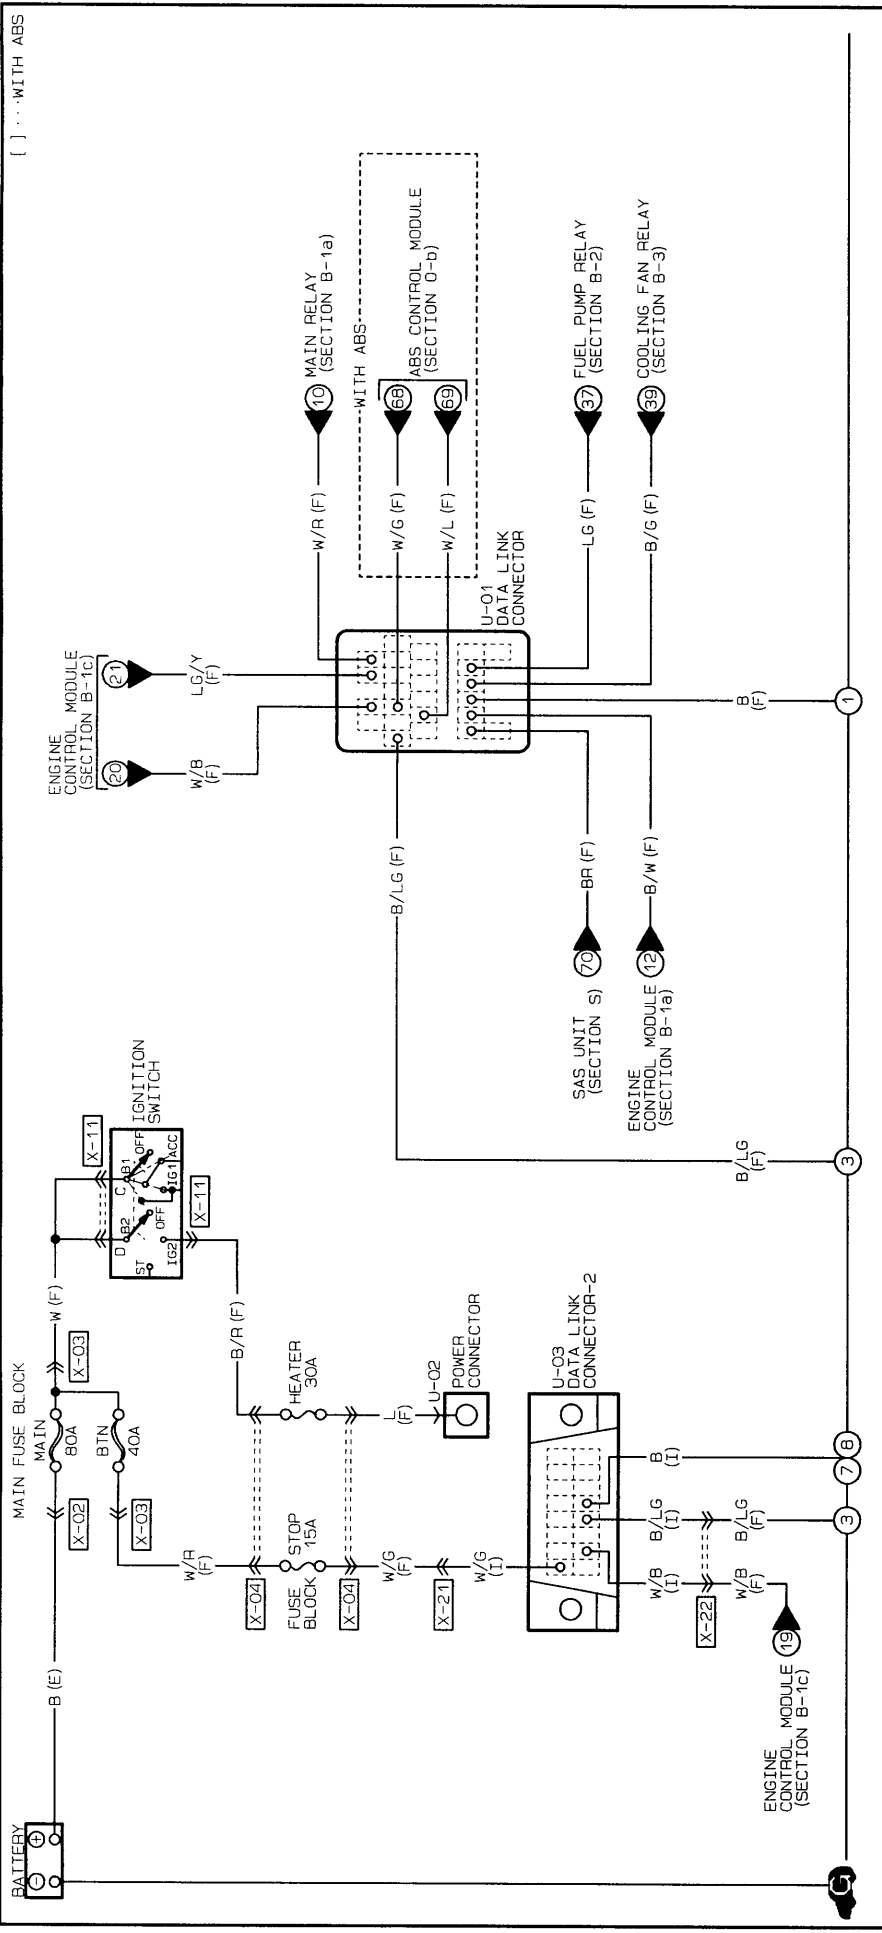 [ ]···WITH ABS
BATTERY
− +
B (E)
X-02
MAIN FUSE BLOCK
MAIN
80A
BTN
40A
X-03
X-03
W (F)
X-11
IGNITION
SWITCH
D B2
C B1
OFF
OFF
ACC
IG1
IG2
ST
X-11
W/R
(F)
X-04
FUSE
BLOCK
STOP
15A
X-04
B/R (F)
HEATER
30A
L
(F)
U-02
POWER
CONNECTOR
W/G
(F)
X-21
W/G
(I)
U-03
DATA LINK
CONNECTOR-2
W/B
(I)
B/LG
(I)
B
(I)
X-22
W/B
(F)
B/LG
(F)
19
ENGINE
CONTROL MODULE
(SECTION B-1c)
3
7
8
ENGINE
CONTROL MODULE
(SECTION B-1c)
20
21
W/B
(F)
LG/Y
(F)
W/R (F)
10
MAIN RELAY
(SECTION B-1a)
WITH ABS
W/G (F)
68
W/L (F)
69
ABS CONTROL MODULE
(SECTION O-b)
U-01
DATA LINK
CONNECTOR
B/LG (F)
B/LG
(F)
3
SAS UNIT
(SECTION S)
70
BR (F)
ENGINE
CONTROL MODULE
(SECTION B-1a)
12
B/W (F)
LG (F)
37
FUEL PUMP RELAY
(SECTION B-2)
B/G (F)
39
COOLING FAN RELAY
(SECTION B-3)
B
(F)
1
G